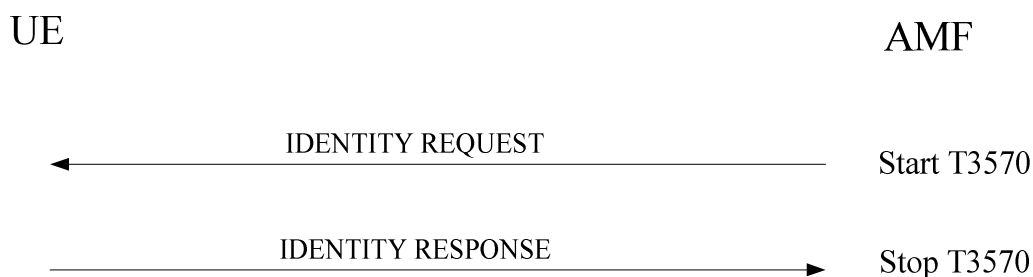 UE
AMF
IDENTITY REQUEST
Start T3570
IDENTITY RESPONSE
Stop T3570